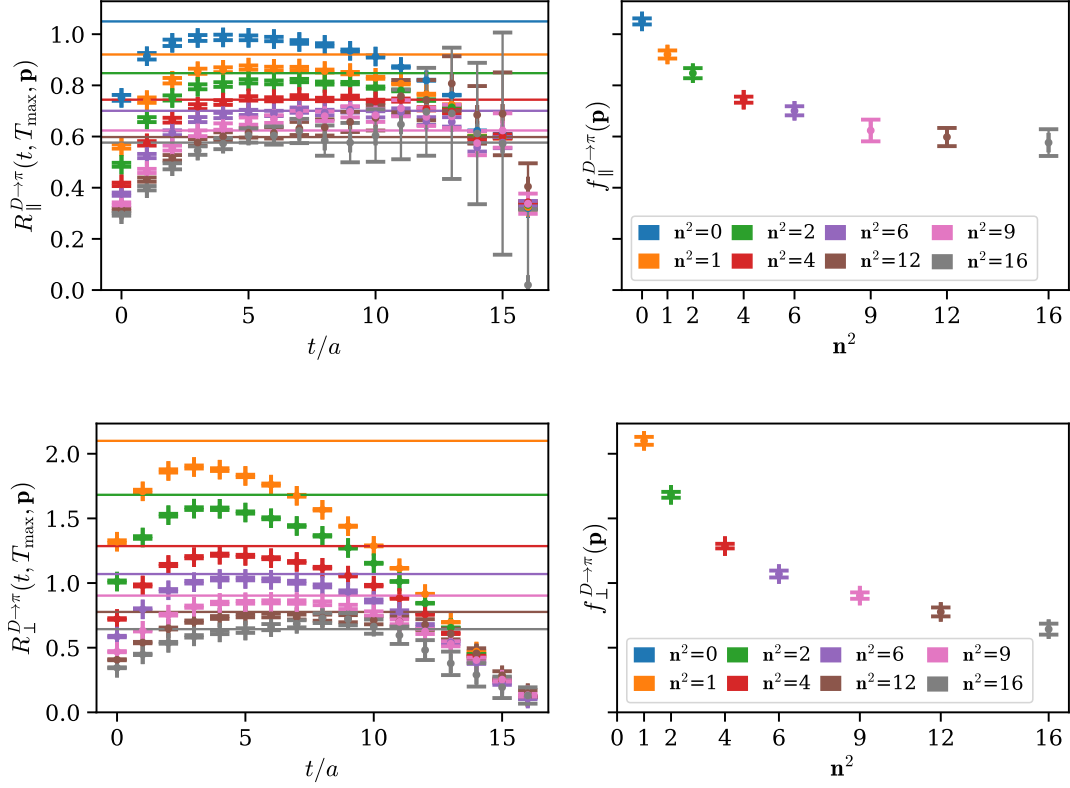 1.0
0.8
0.6
0.4
0.2
0.0
R∥^{D→π}(t, T_max, p)
0 5 10 15
t/a
f∥^{D→π}(p)
n²=0 n²=2 n²=6 n²=9
n²=1 n²=4 n²=12 n²=16
0 1 2 4 6 9 12 16
n²
2.0
1.5
1.0
0.5
0.0
R⊥^{D→π}(t, T_max, p)
0 5 10 15
t/a
f⊥^{D→π}(p)
n²=0 n²=2 n²=6 n²=9
n²=1 n²=4 n²=12 n²=16
0 1 2 4 6 9 12 16
n²